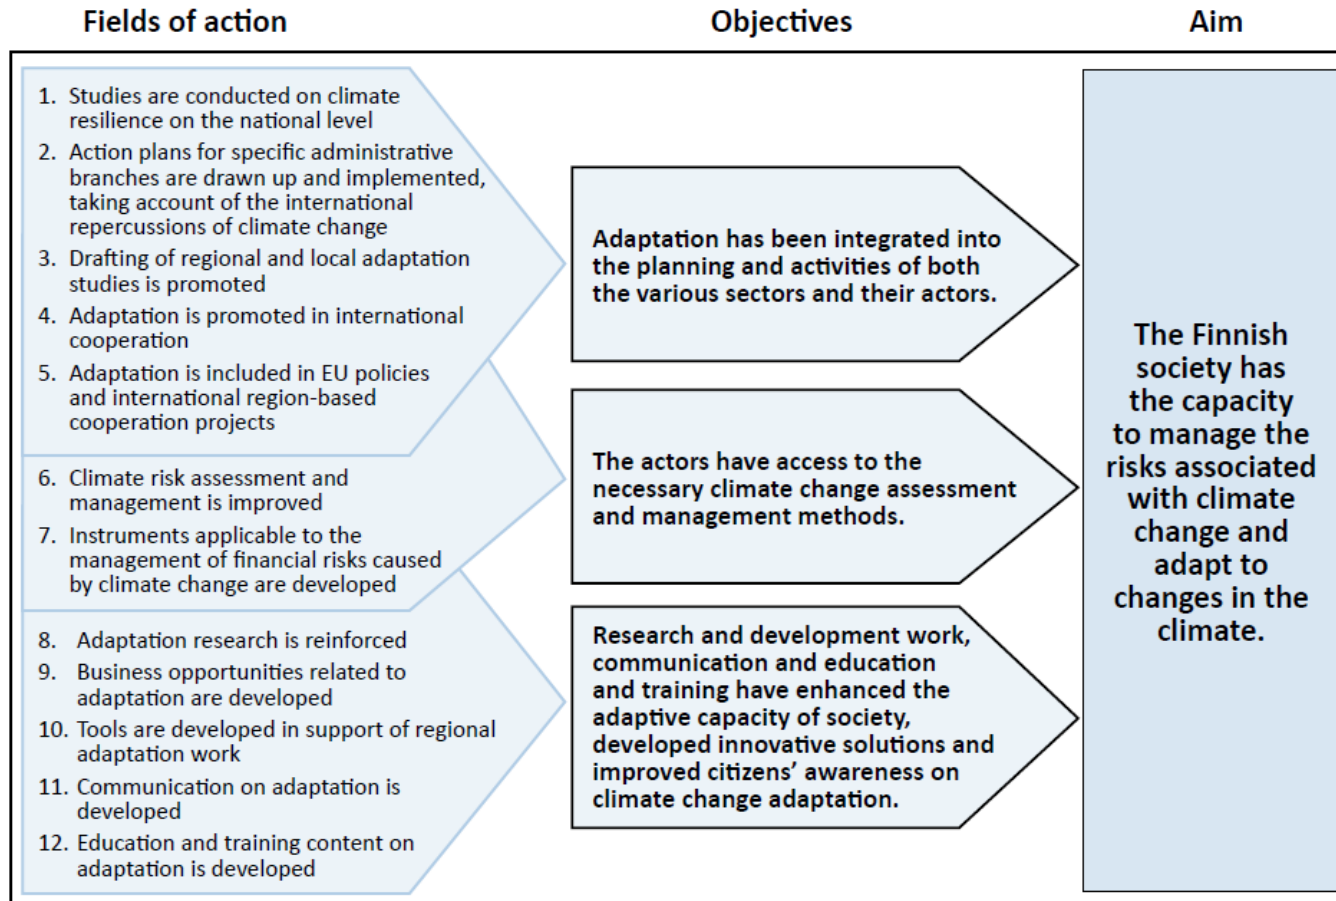 Fields of action
Objectives
Aim
1. Studies are conducted on climate
resilience on the national level
2. Action plans for specific administrative
branches are drawn up and implemented,
taking account of the international
repercussions of climate change
3. Drafting of regional and local adaptation
studies is promoted
4. Adaptation is promoted in international
cooperation
5. Adaptation is included in EU policies
and international region-based
cooperation projects
6. Climate risk assessment and
management is improved
7. Instruments applicable to the
management of financial risks caused
by climate change are developed
8. Adaptation research is reinforced
9. Business opportunities related to
adaptation are developed
10. Tools are developed in support of regional
adaptation work
11. Communication on adaptation is
developed
12. Education and training content on
adaptation is developed
Adaptation has been integrated into
the planning and activities of both
the various sectors and their actors.
The actors have access to the
necessary climate change assessment
and management methods.
Research and development work,
communication and education
and training have enhanced the
adaptive capacity of society,
developed innovative solutions and
improved citizens’ awareness on
climate change adaptation.
The Finnish
society has
the capacity
to manage the
risks associated
with climate
change and
adapt to
changes in the
climate.